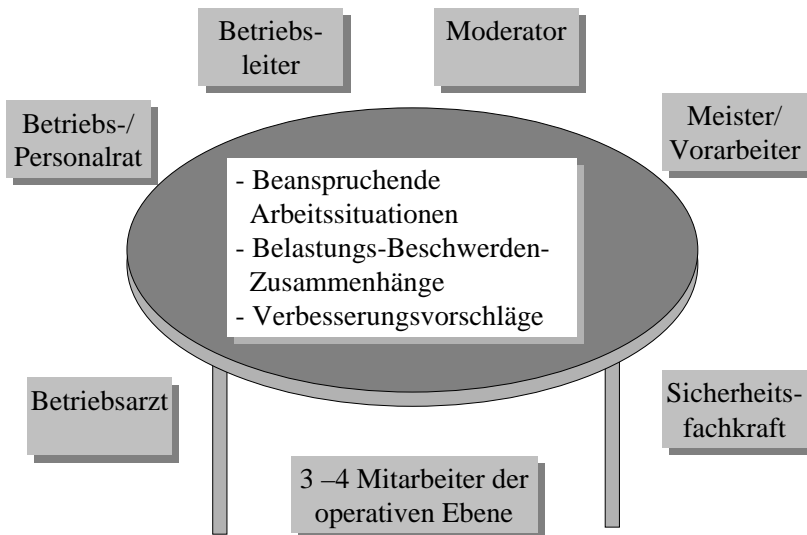 Betriebs-
leiter
Moderator
Betriebs-/
Personalrat
Meister/
Vorarbeiter
- Beanspruchende
Arbeitssituationen
- Belastungs-Beschwerden-
Zusammenhänge
- Verbesserungsvorschläge
Betriebsarzt
Sicherheits-
fachkraft
3 –4 Mitarbeiter der
operativen Ebene